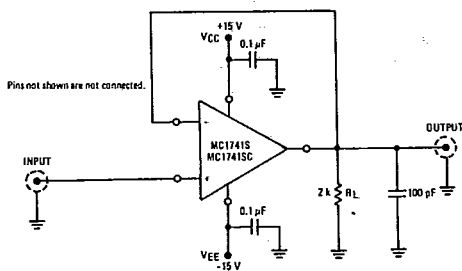 +15 V
VCC
0.1 μF
Pins not shown are not connected.
−
MC1741S
MC1741SC
+
INPUT
OUTPUT
2 k
RL
100 pF
0.1 μF
VEE
-15 V